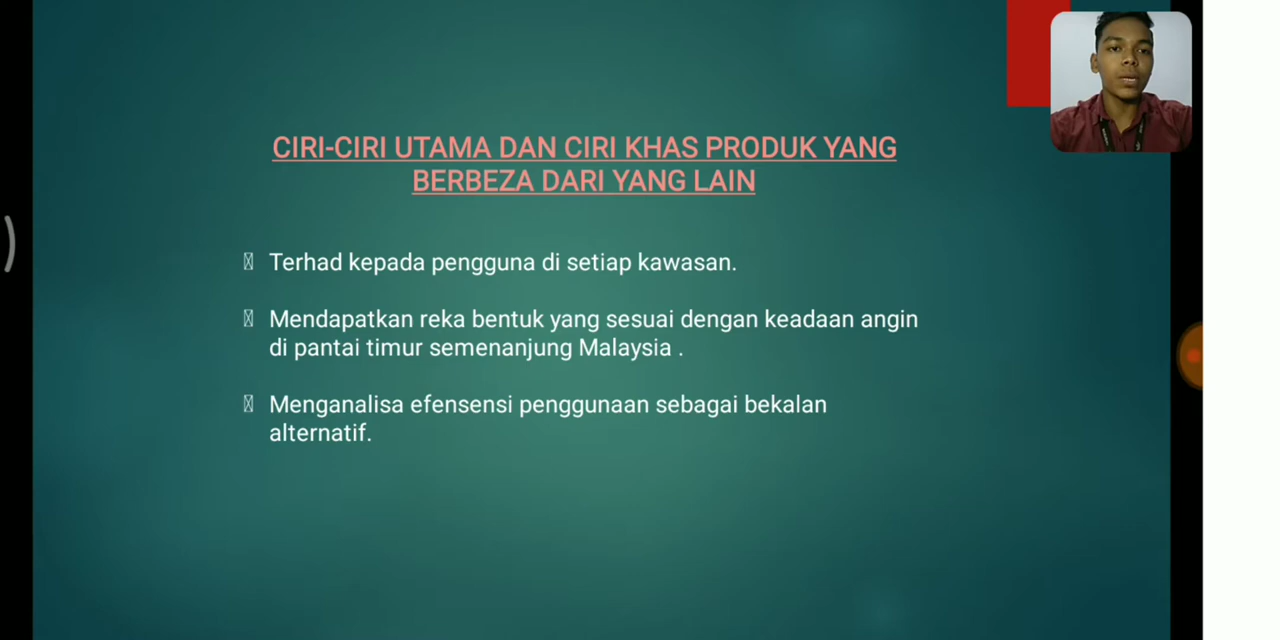 CIRI-CIRI UTAMA DAN CIRI KHAS PRODUK YANG
BERBEZA DARI YANG LAIN
Terhad kepada pengguna di setiap kawasan.
Mendapatkan reka bentuk yang sesuai dengan keadaan angin
di pantai timur semenanjung Malaysia .
Menganalisa efensensi penggunaan sebagai bekalan
alternatif.